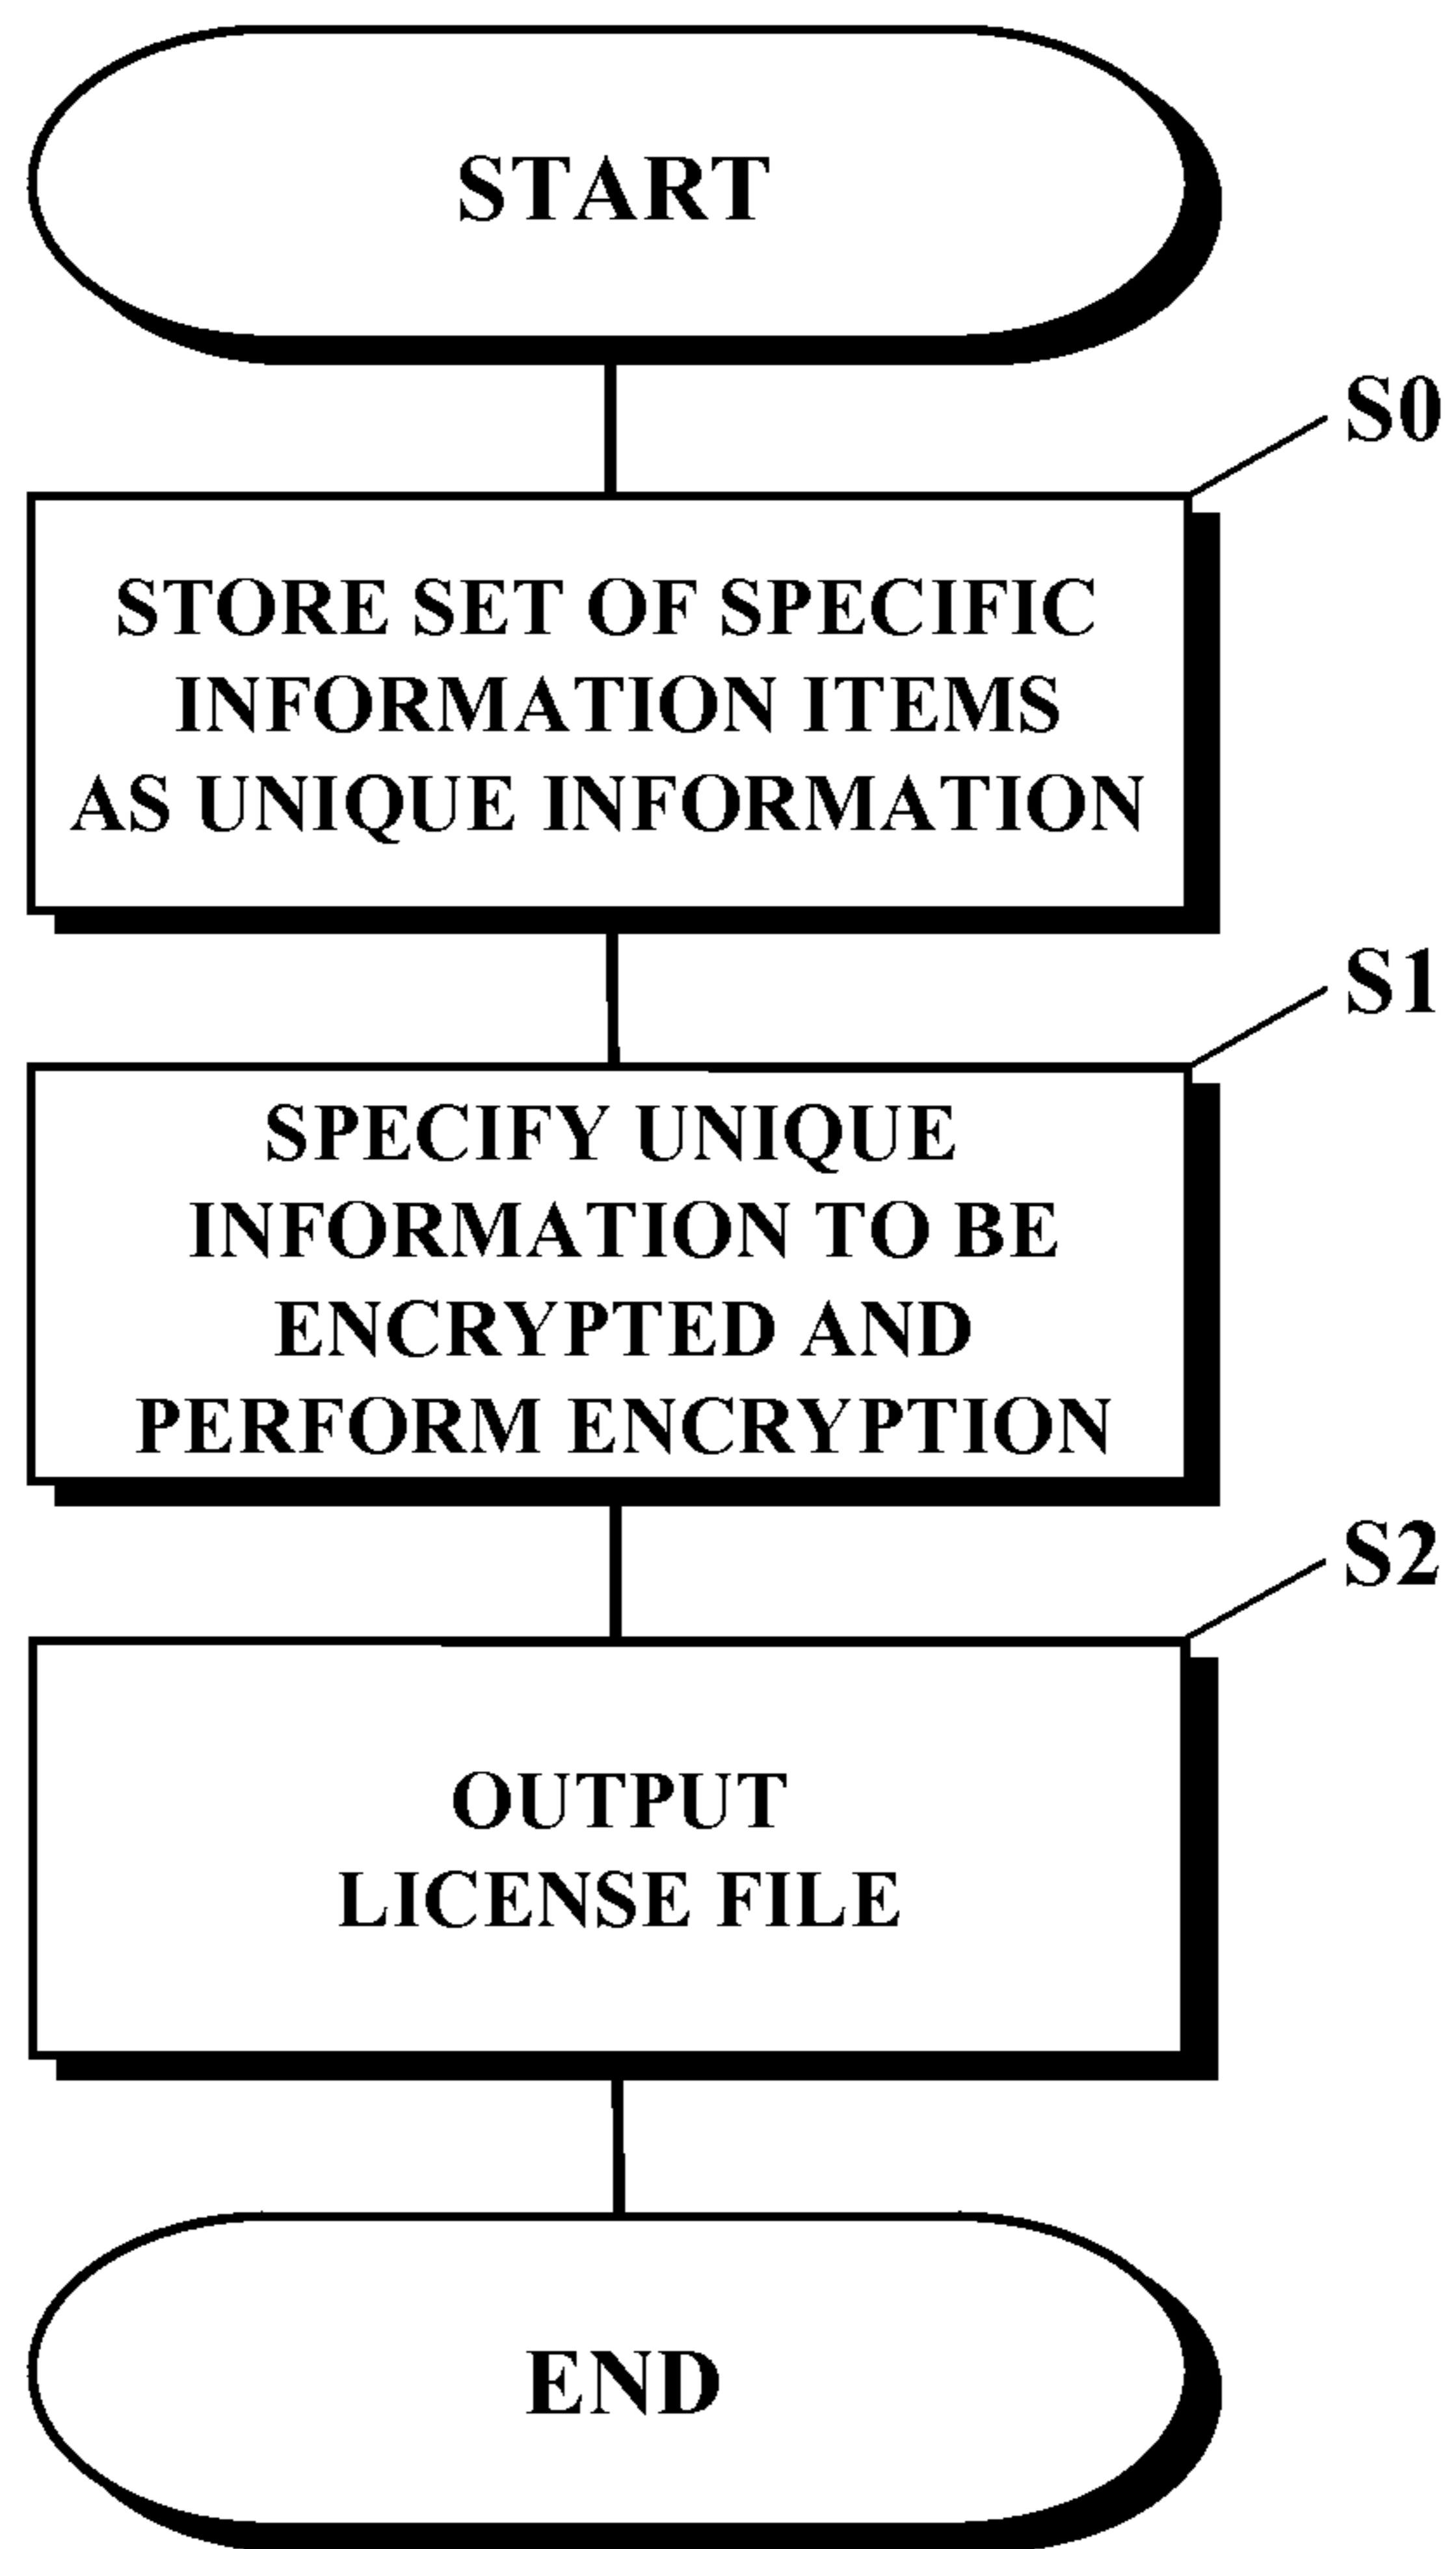 START
S0
STORE SET OF SPECIFIC
INFORMATION ITEMS
AS UNIQUE INFORMATION
S1
SPECIFY UNIQUE
INFORMATION TO BE
ENCRYPTED AND
PERFORM ENCRYPTION
S2
OUTPUT
LICENSE FILE
END